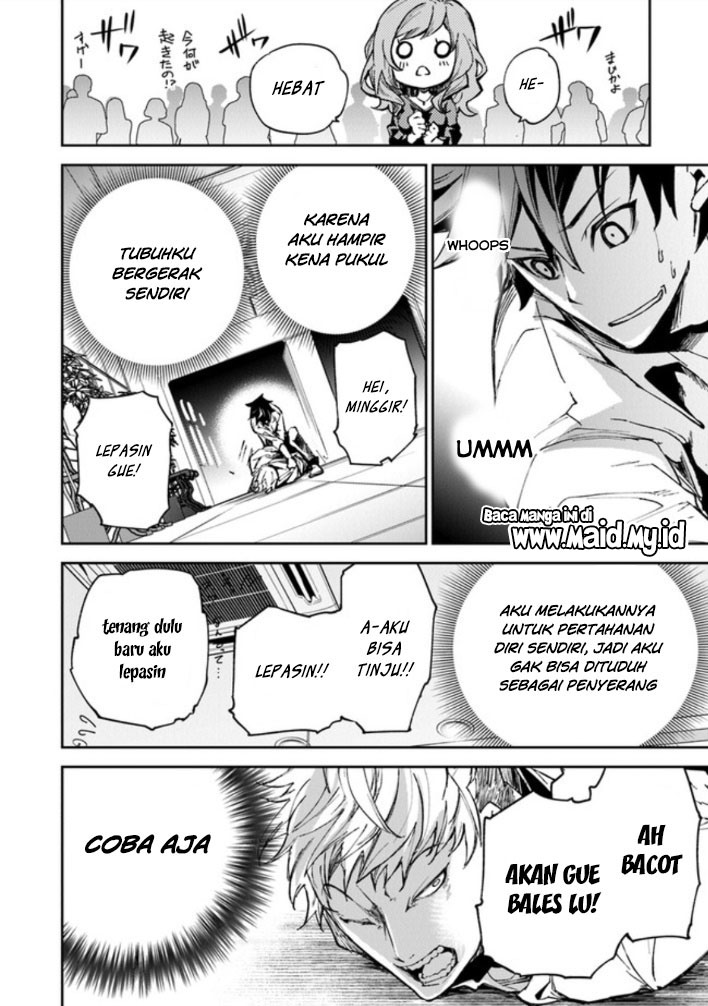 まじかよ
HE-
HEBAT
ザワ
今何が
起きたの!?
ザワ
すげー
WHOOPS
UMMM
KARENA
AKU HAMPIR
KENA PUKUL
TUBUHKU
BERGERAK
SENDIRI
HEI,
MINGGIR!
LEPASIN
GUE!
Baca Manga ini di
www.Maid.My.id
AKU MELAKUKANNYA
UNTUK PERTAHANAN
DIRI SENDIRI, JADI AKU
GAK BISA DITUDUH
SEBAGAI PENYERANG
A-AKU
BISA
TINJU!!
LEPASIN!!
tenang dulu
baru aku
lepasin
AH
BACOT
AKAN GUE
BALES LU!
COBA AJA